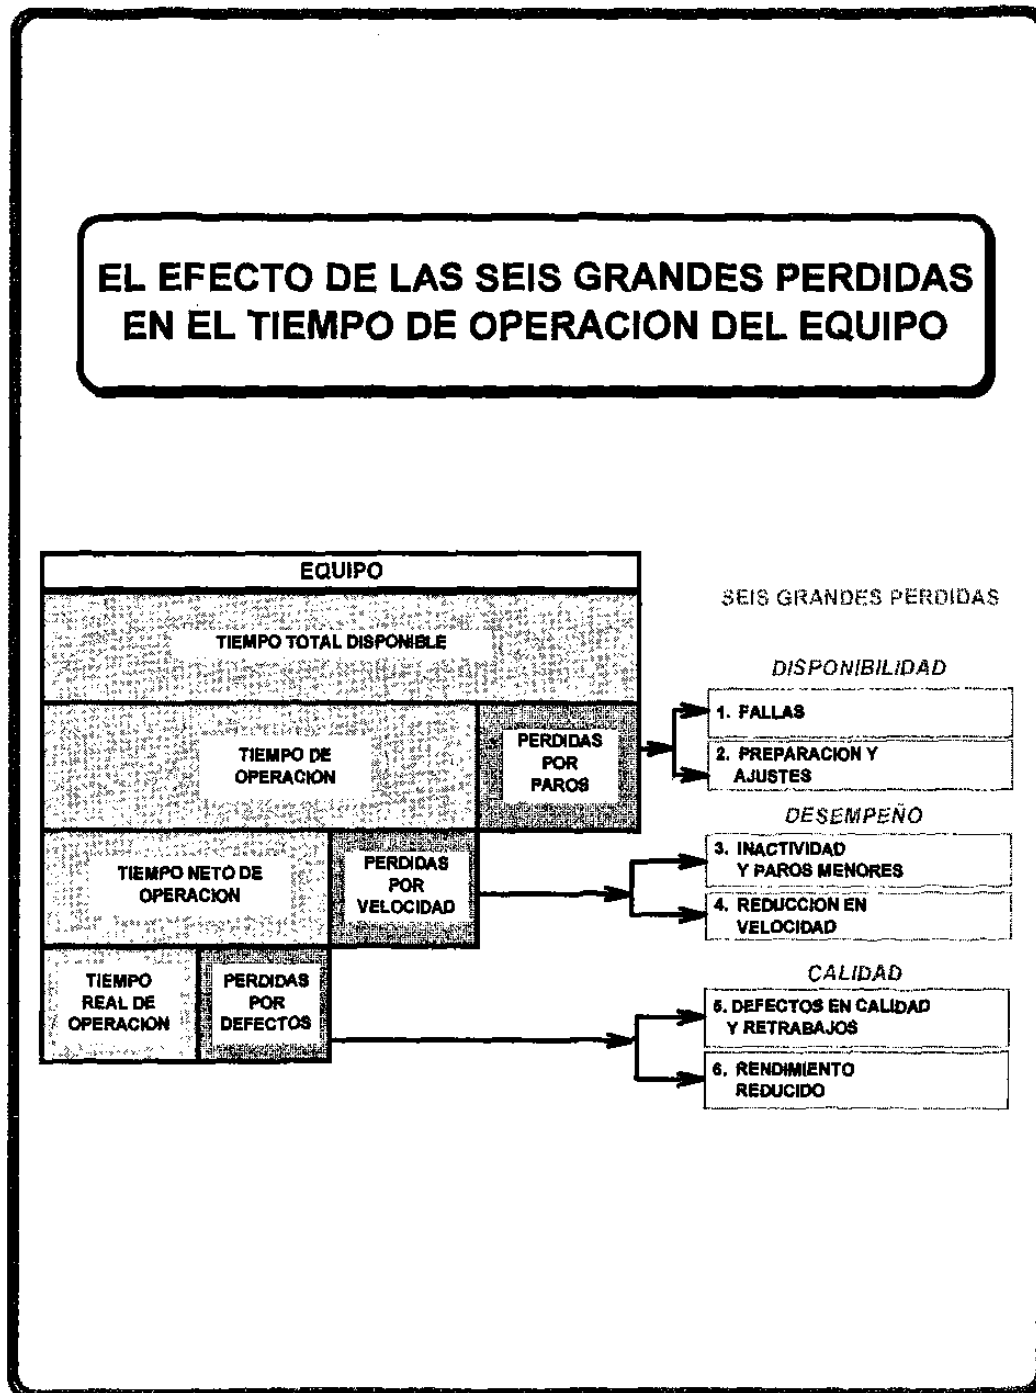 EL EFECTO DE LAS SEIS GRANDES PERDIDAS
EN EL TIEMPO DE OPERACION DEL EQUIPO
EQUIPO
TIEMPO TOTAL DISPONIBLE
TIEMPO DE
OPERACION
PERDIDAS
POR
PAROS
TIEMPO NETO DE
OPERACION
PERDIDAS
POR
VELOCIDAD
TIEMPO
REAL DE
OPERACION
PERDIDAS
POR
DEFECTOS
SEIS GRANDES PERDIDAS
DISPONIBILIDAD
1. FALLAS
2. PREPARACION Y
AJUSTES
DESEMPEÑO
3. INACTIVIDAD
Y PAROS MENORES
4. REDUCCION EN
VELOCIDAD
CALIDAD
5. DEFECTOS EN CALIDAD
Y RETRABAJOS
6. RENDIMIENTO
REDUCIDO